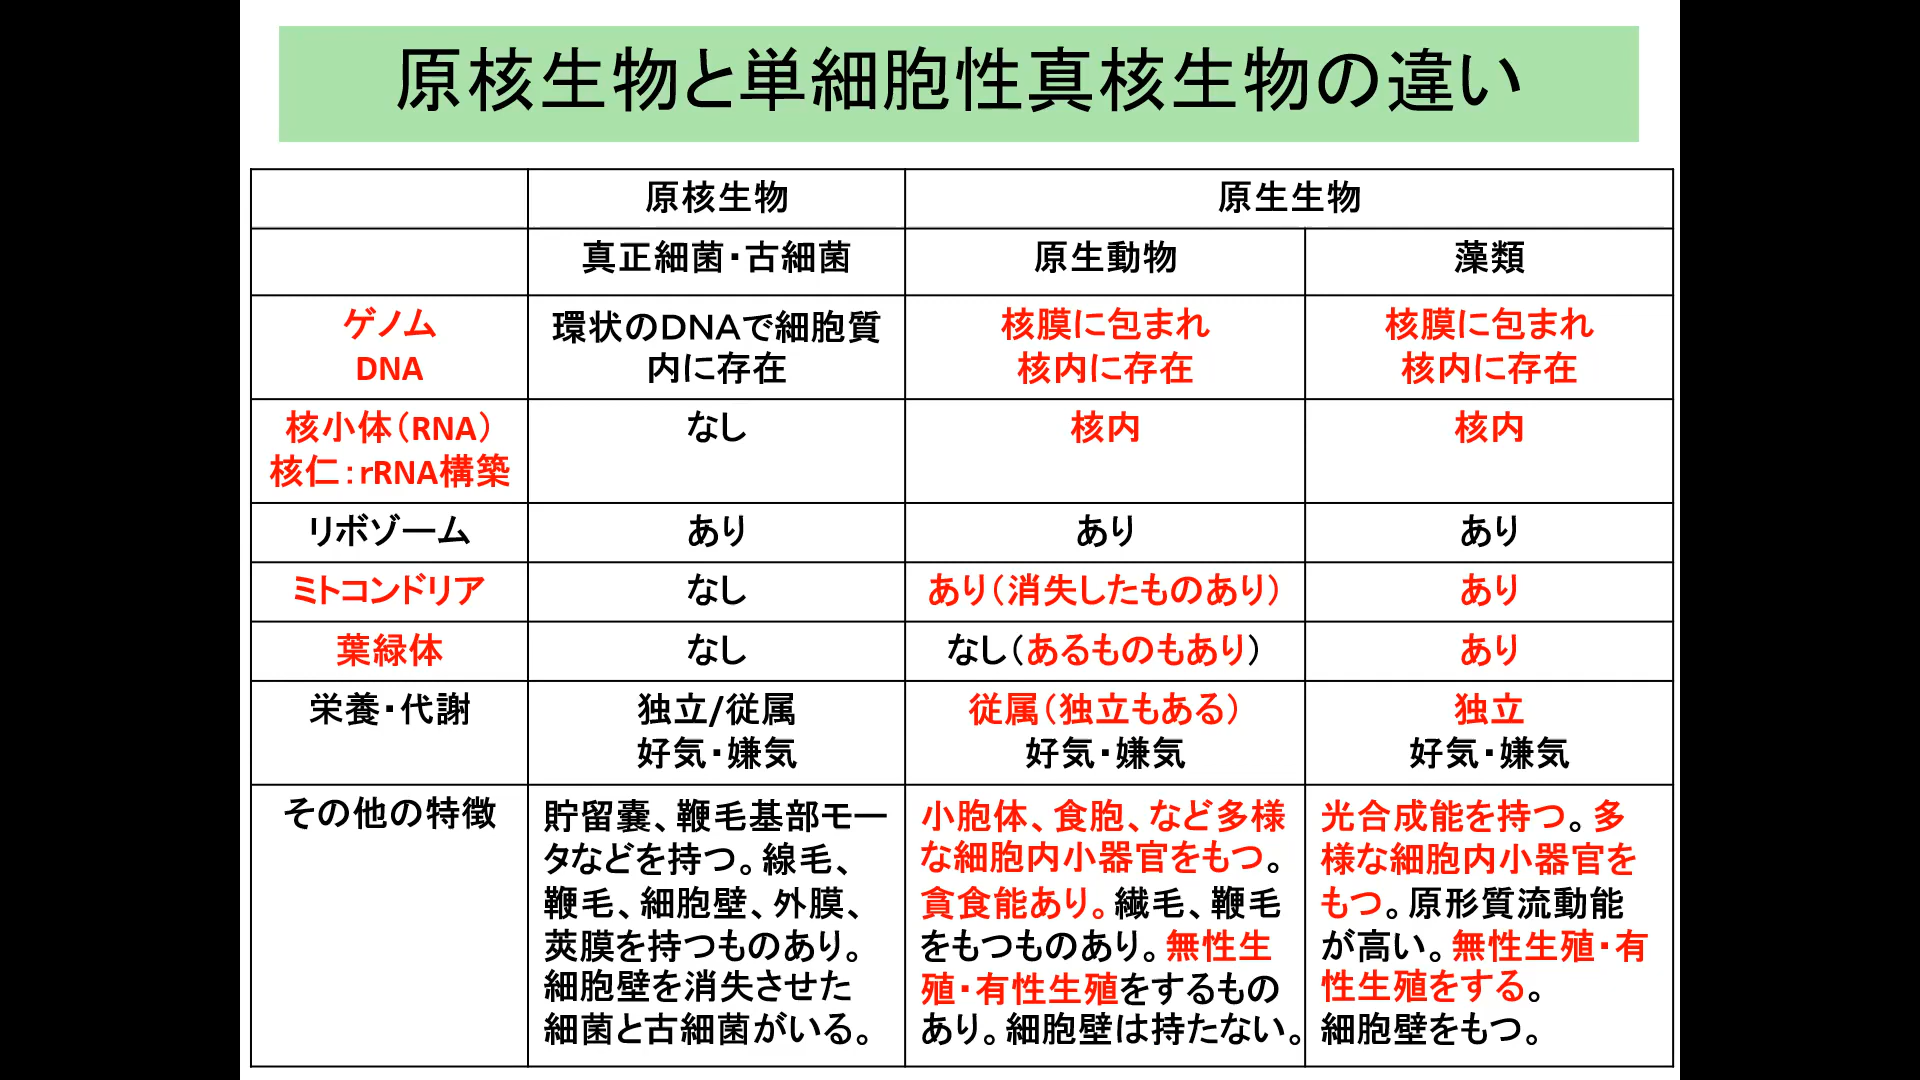 原核生物と単細胞性真核生物の違い
原核生物 原生生物
真正細菌・古細菌 原生動物 藻類
ゲノム
DNA
環状のDNAで細胞質
内に存在
核膜に包まれ
核内に存在
核膜に包まれ
核内に存在
核小体(RNA)
核仁:rRNA構築
なし
核内
核内
リボゾーム
あり
あり
あり
ミトコンドリア
なし
あり(消失したものあり)
あり
葉緑体
なし
なし(あるものもあり)
あり
栄養・代謝
独立/従属
好気・嫌気
従属(独立もある)
好気・嫌気
独立
好気・嫌気
その他の特徴
貯留嚢、鞭毛基部モー
タなどを持つ。線毛、
鞭毛、細胞壁、外膜、
莢膜を持つものあり。
細胞壁を消失させた
細菌と古細菌がいる。
小胞体、食胞、など多様
な細胞内小器官をもつ。
貪食能あり。繊毛、鞭毛
をもつものあり。無性生
殖・有性生殖をするもの
あり。細胞壁は持たない。
光合成能を持つ。多
様な細胞内小器官を
もつ。原形質流動能
が高い。無性生殖・有
性生殖をする。
細胞壁をもつ。